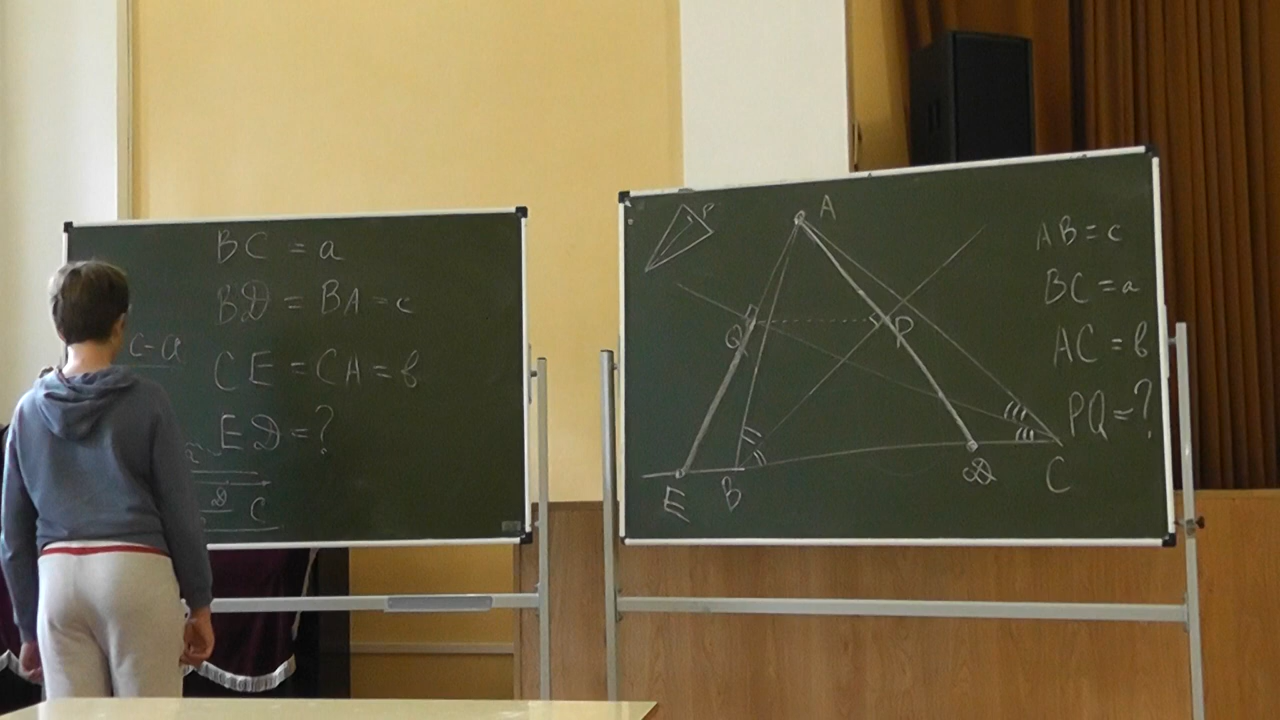 BC = a
BD = BA = c
c-a
CE = CA = b
ED = ?
D C
P
A
AB = c
BC = a
Q
P
AC = b
PQ = ?
E
B
D
C